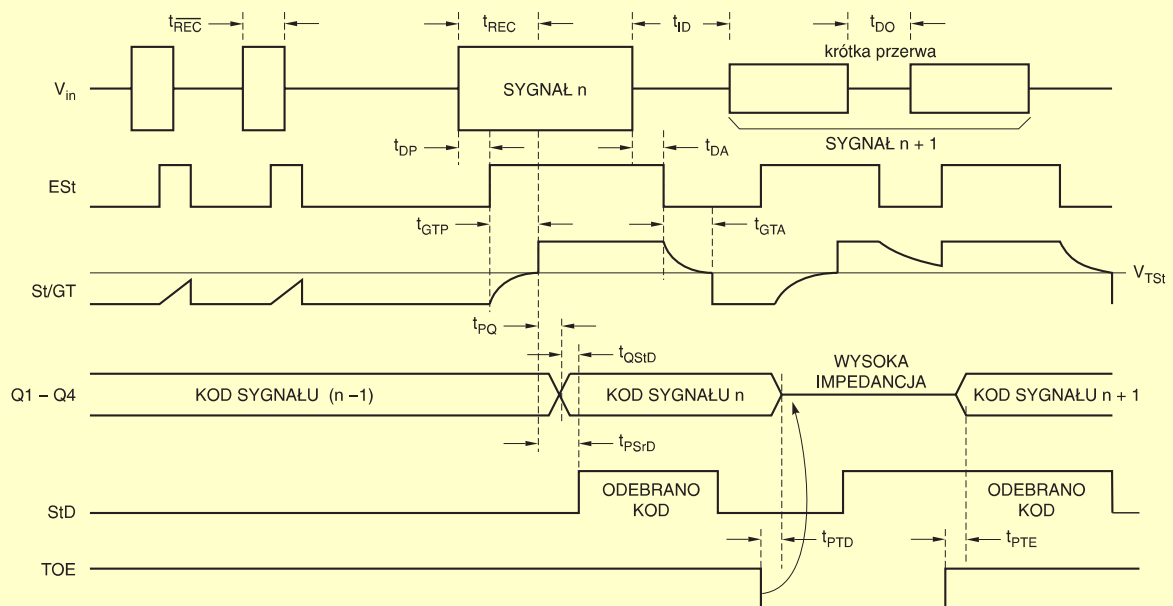 tREC tREC tID tDO
krótka przerwa
Vin
SYGNAŁ n
SYGNAŁ n + 1
tDP tDA
ESt
tGTP tGTA
VTSt
St/GT
tPQ
tQStD
WYSOKA
IMPEDANCJA
Q1 – Q4
KOD SYGNAŁU (n –1)
KOD SYGNAŁU n
KOD SYGNAŁU n + 1
tPSrD
StD
ODEBRANO
KOD
ODEBRANO
KOD
tPTD tPTE
TOE